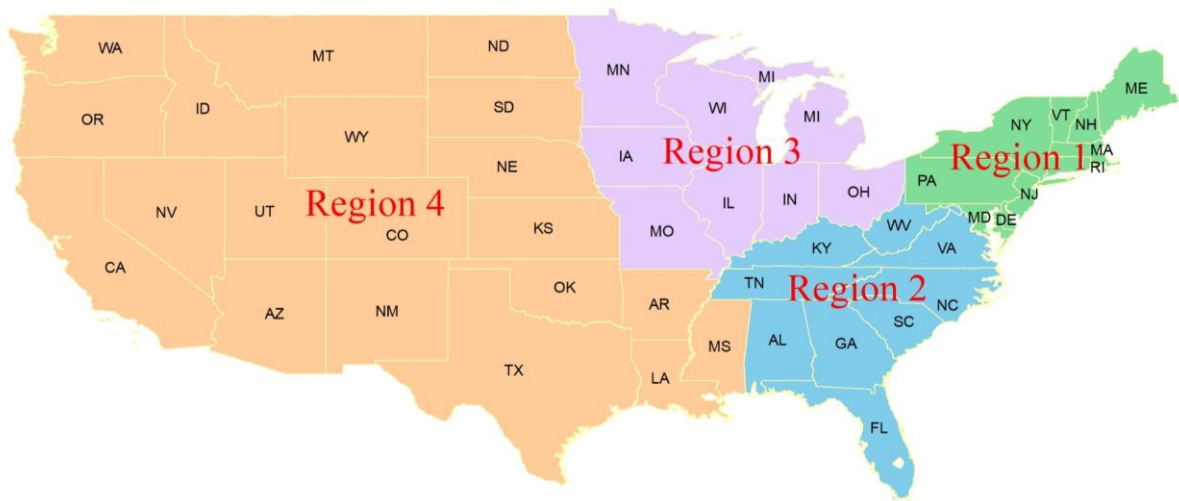 WA
MT
ND
MN
MI
ME
OR
ID
SD
WI
MI
NY
VT
NH
WY
MA
Region 3
Region 1
IA
RI
NE
PA
NV
UT
Region 4
IL
IN
OH
NJ
CO
KS
MO
MD
DE
WV
KY
VA
CA
OK
TN
Region 2
AZ
NM
AR
NC
SC
MS
AL
GA
TX
LA
FL